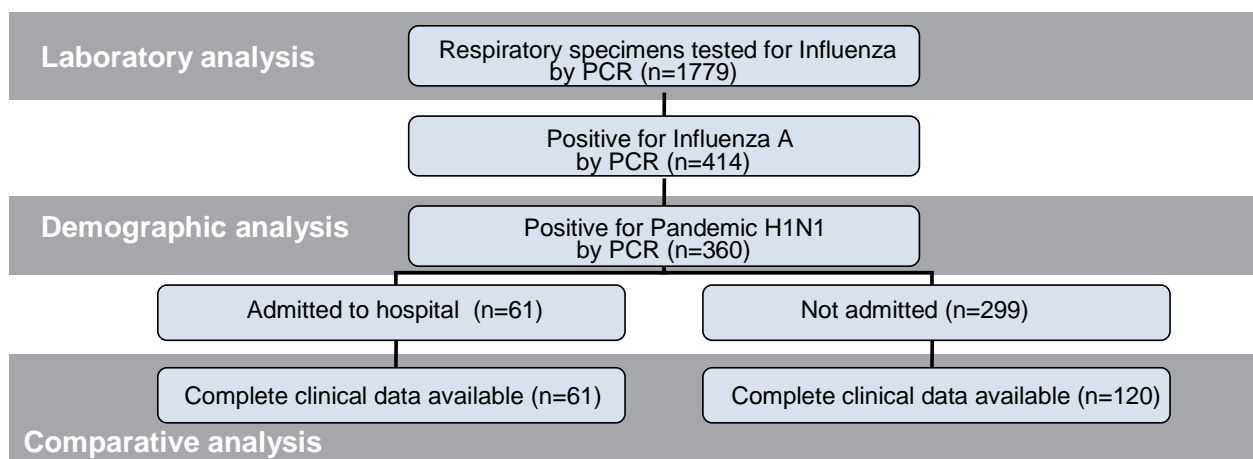 Laboratory analysis
Respiratory specimens tested for Influenza
by PCR (n=1779)
Positive for Influenza A
by PCR (n=414)
Demographic analysis
Positive for Pandemic H1N1
by PCR (n=360)
Admitted to hospital (n=61)
Not admitted (n=299)
Complete clinical data available (n=61)
Complete clinical data available (n=120)
Comparative analysis